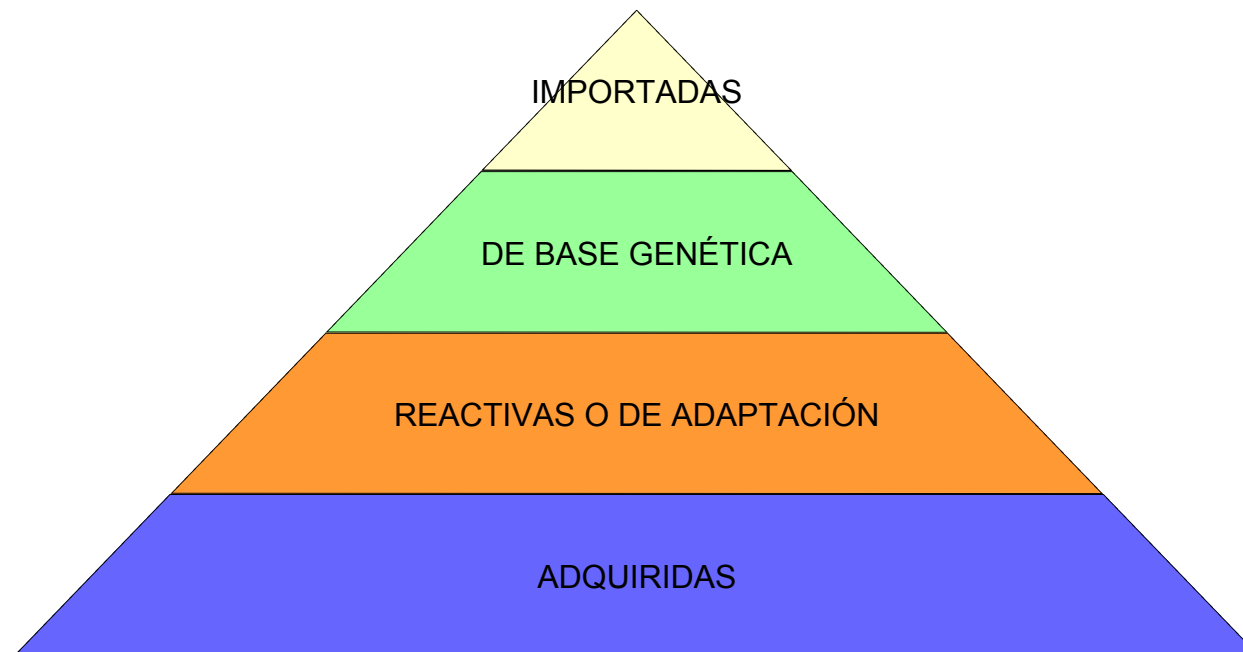 IMPORTADAS
DE BASE GENÉTICA
REACTIVAS O DE ADAPTACIÓN
ADQUIRIDAS